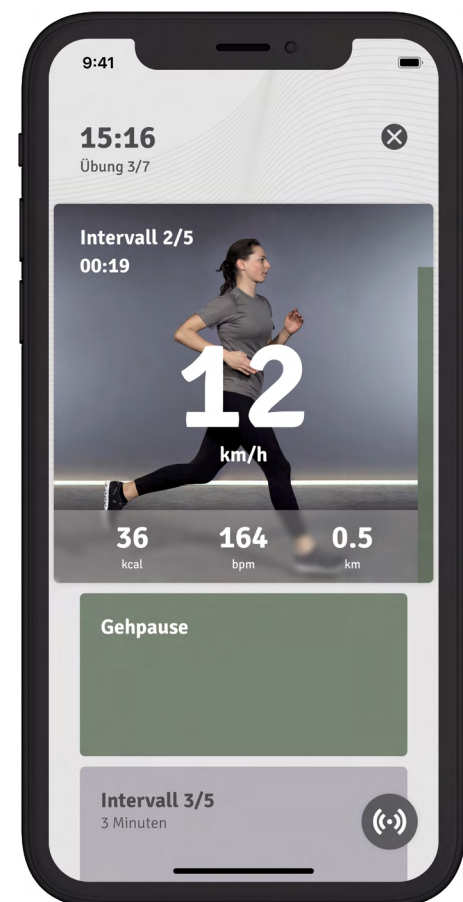 9:41
15:16
Übung 3/7
Intervall 2/5
00:19
12
km/h
36 164 0.5
kcal bpm km
Gehpause
Intervall 3/5
3 Minuten